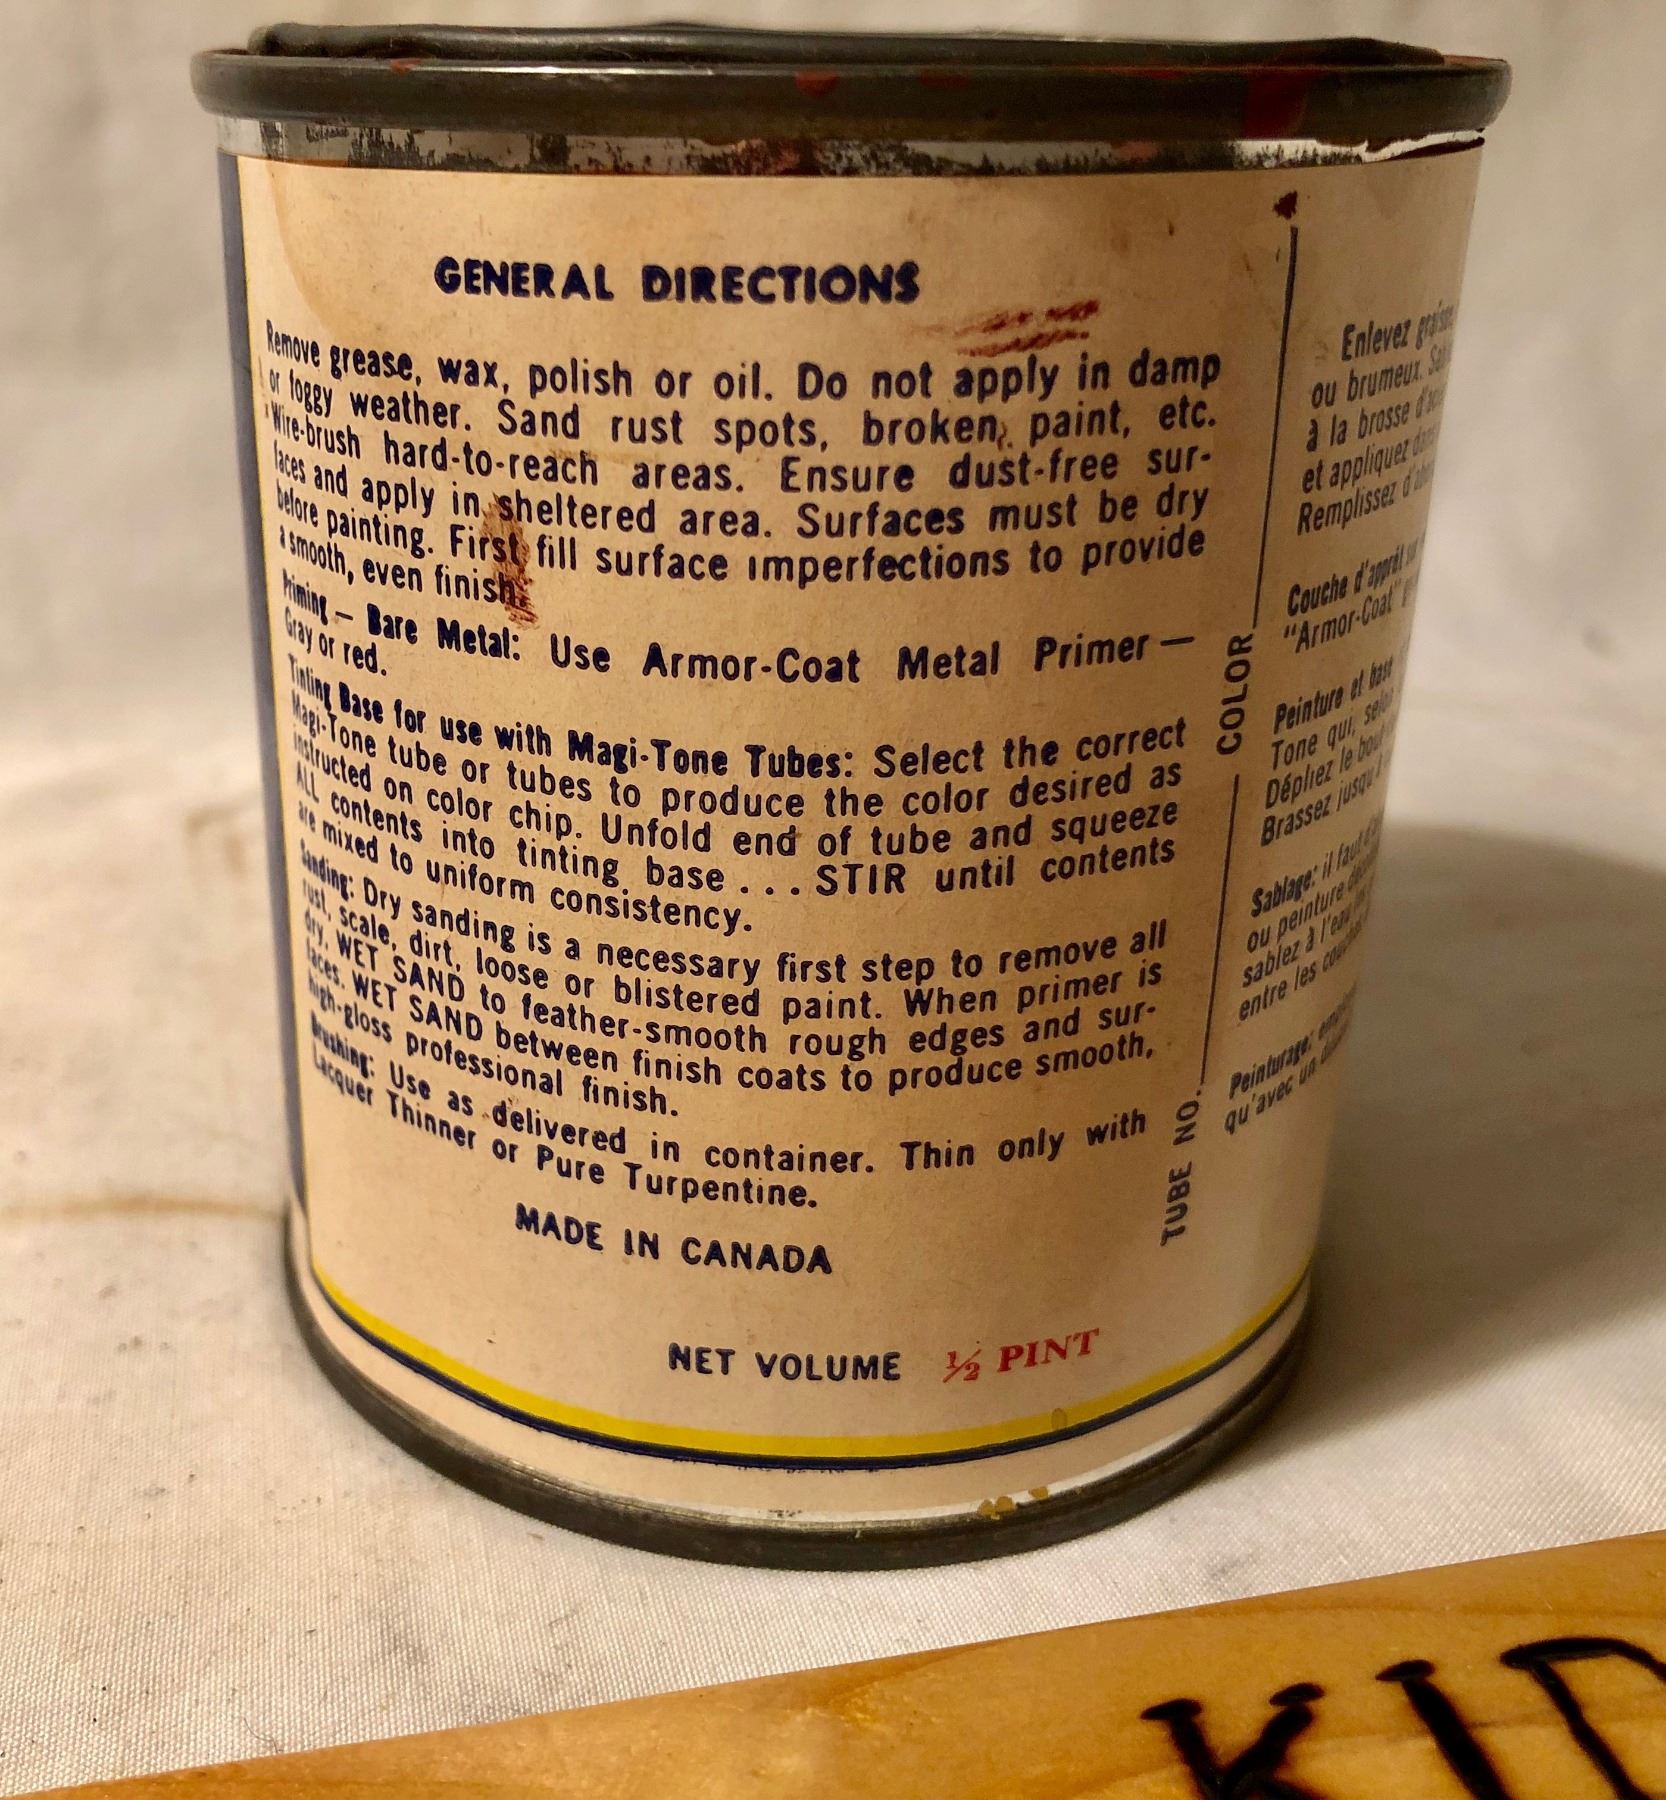 GENERAL DIRECTIONS
Remove grease, wax, polish or oil. Do not apply in damp
or foggy weather. Sand rust spots, broken, paint, etc.
Wire-brush hard-to-reach areas. Ensure dust-free sur-
faces and apply in sheltered area. Surfaces must be dry
before painting. First fill surface imperfections to provide
a smooth, even finish.
Priming — Bare Metal: Use Armor-Coat Metal Primer —
Gray or red.
Tinting Base for use with Magi-Tone Tubes: Select the correct
Magi-Tone tube or tubes to produce the color desired as
instructed on color chip. Unfold end of tube and squeeze
ALL contents into tinting base . . . STIR until contents
are mixed to uniform consistency.
Sanding: Dry sanding is a necessary first step to remove all
rust, scale, dirt, loose or blistered paint. When primer is
dry, WET SAND to feather-smooth rough edges and sur-
faces. WET SAND between finish coats to produce smooth,
high-gloss professional finish.
Brushing: Use as delivered in container. Thin only with
Lacquer Thinner or Pure Turpentine.
MADE IN CANADA
NET VOLUME ½ PINT
TUBE NO. COLOR
Enlevez
ou brumeux.
à la brosse
et appliquez
Remplissez
Couche d'apprêt
"Armor-Coat"
Peinture et base
Tone qui,
Dépliez le
Brassez
Sablage: il faut
ou peinture
sablez à l'eau
entre les
Peinturage:
qu'avec un
KID